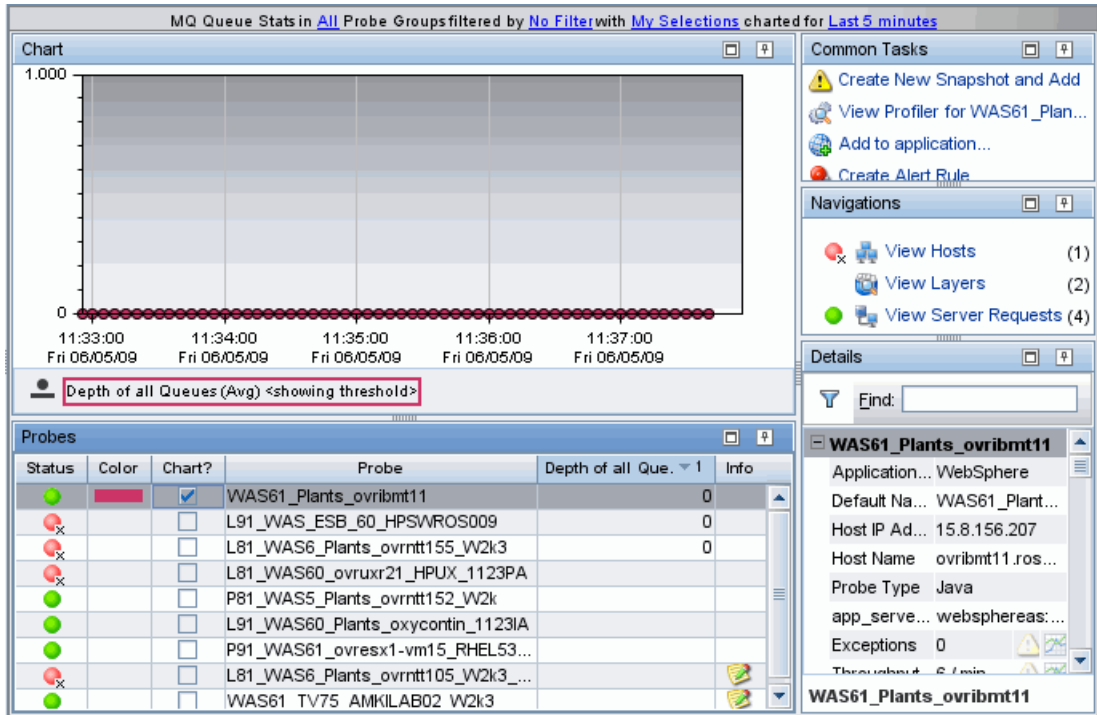 MQ Queue Stats in All Probe Groups filtered by No Filter with My Selections charted for Last 5 minutes
Chart
1.000
0
11:33:00 11:34:00 11:35:00 11:36:00 11:37:00
Fri 06/05/09 Fri 06/05/09 Fri 06/05/09 Fri 06/05/09 Fri 06/05/09
Depth of all Queues (Avg) <showing threshold>
Probes
Status Color Chart? Probe Depth of all Que. 1 Info
WAS61_Plants_ovribmt11 0
L91_WAS_ESB_60_HPSWROS009 0
L81_WAS6_Plants_ovrntt155_W2k3 0
L81_WAS60_ovruxr21_HPUX_1123PA
P81_WAS5_Plants_ovrntt152_W2k
L91_WAS60_Plants_oxycontin_1123IA
P91_WAS61_ovresx1-vm15_RHEL53...
L81_WAS6_Plants_ovrntt105_W2k3_...
WAS61_TV75_AMKILAB02_W2k3
Common Tasks
Create New Snapshot and Add
View Profiler for WAS61_Plan...
Add to application...
Create Alert Rule
Navigations
View Hosts (1)
View Layers (2)
View Server Requests (4)
Details
Find:
WAS61_Plants_ovribmt11
Application... WebSphere
Default Na... WAS61_Plant...
Host IP Ad... 15.8.156.207
Host Name ovribmt11.ros...
Probe Type Java
app_serve... websphereas:...
Exceptions 0
Throughput 6 / min
WAS61_Plants_ovribmt11